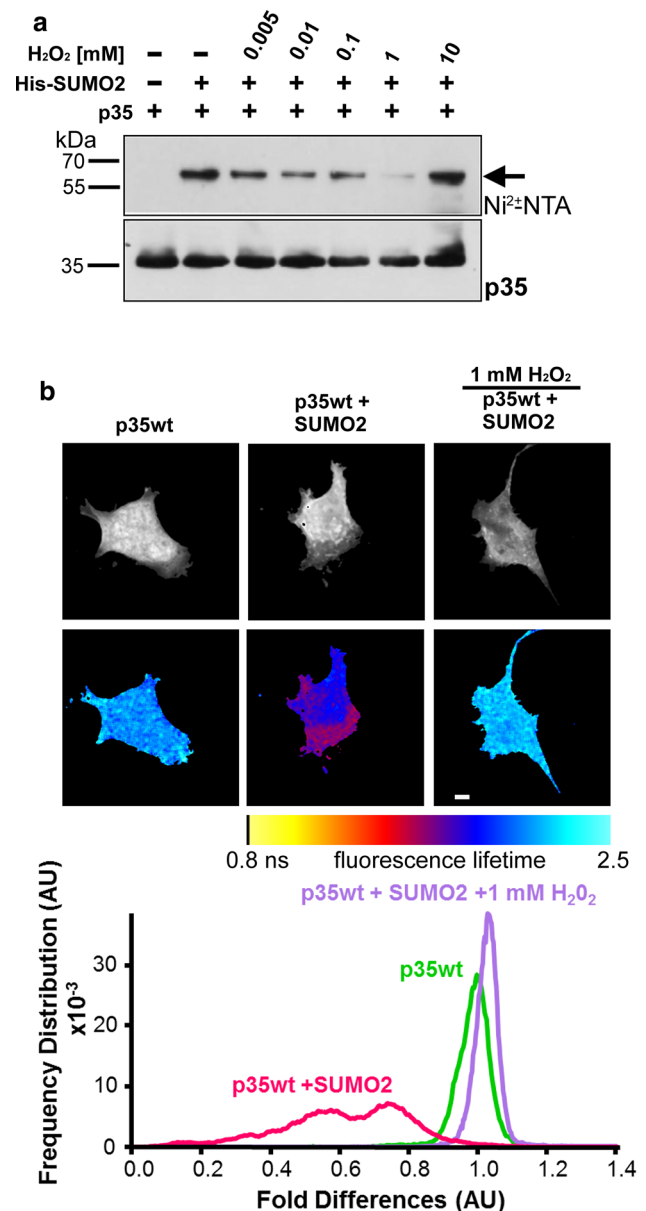 a
H₂O₂ [mM] – – 0.005 0.01 0.1 1 10
His-SUMO2 – + + + + + +
p35 + + + + + + +
kDa
70
55
Ni²±-NTA
35
p35
b
1 mM H₂O₂
p35wt
p35wt +
SUMO2
p35wt +
SUMO2
0.8 ns fluorescence lifetime 2.5
p35wt + SUMO2 +1 mM H₂0₂
p35wt
p35wt +SUMO2
Frequency Distribution (AU)
x10⁻³
30
20
10
0
0.0 0.2 0.4 0.6 0.8 1.0 1.2 1.4
Fold Differences (AU)